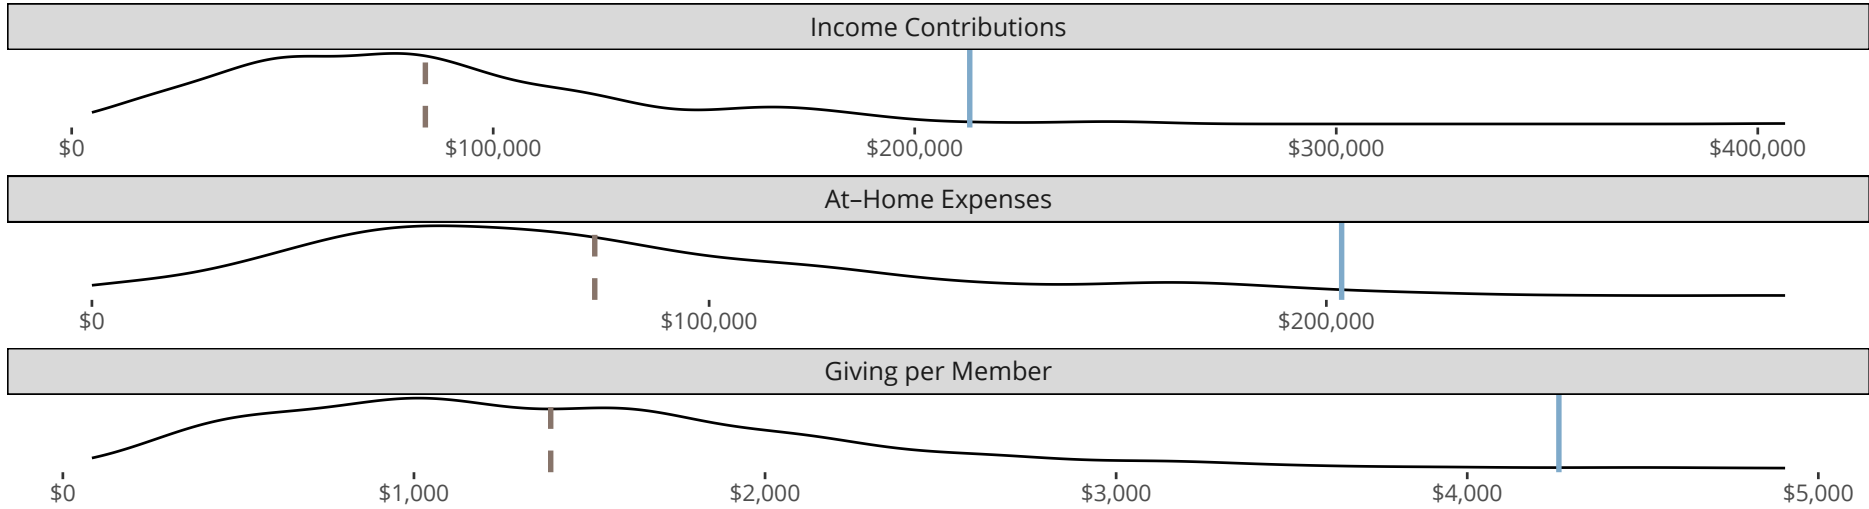 Income Contributions
$0 $100,000 $200,000 $300,000 $400,000
At–Home Expenses
$0 $100,000 $200,000
Giving per Member
$0 $1,000 $2,000 $3,000 $4,000 $5,000